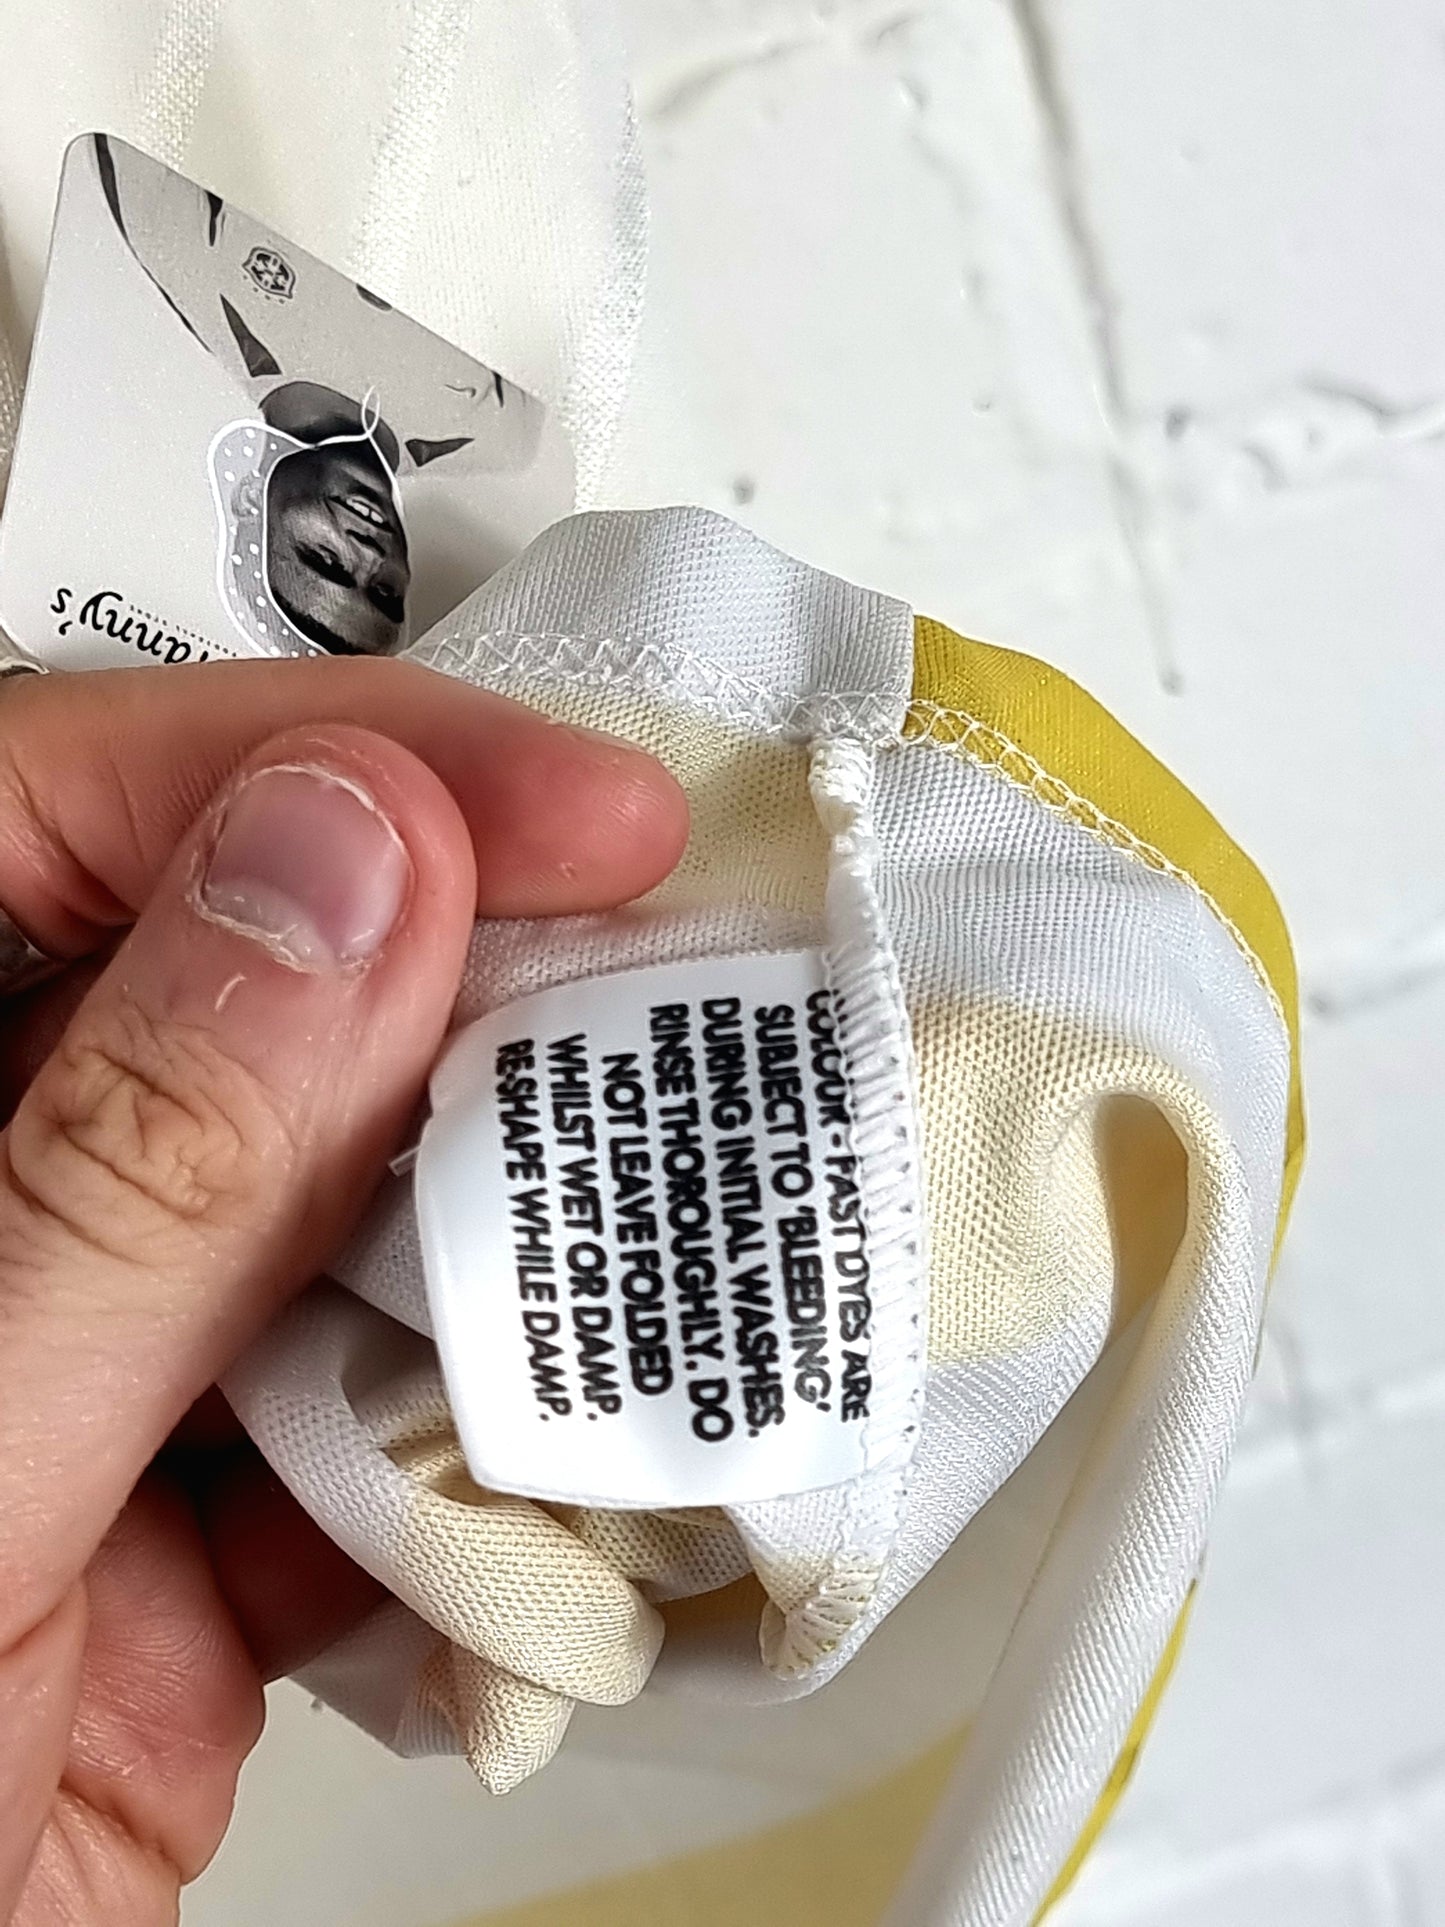 COLOUR - FAST DYES ARE
SUBJECT TO 'BLEEDING'
DURING INITIAL WASHES.
RINSE THOROUGHLY. DO
NOT LEAVE FOLDED
WHILST WET OR DAMP.
RE-SHAPE WHILE DAMP.
anny's